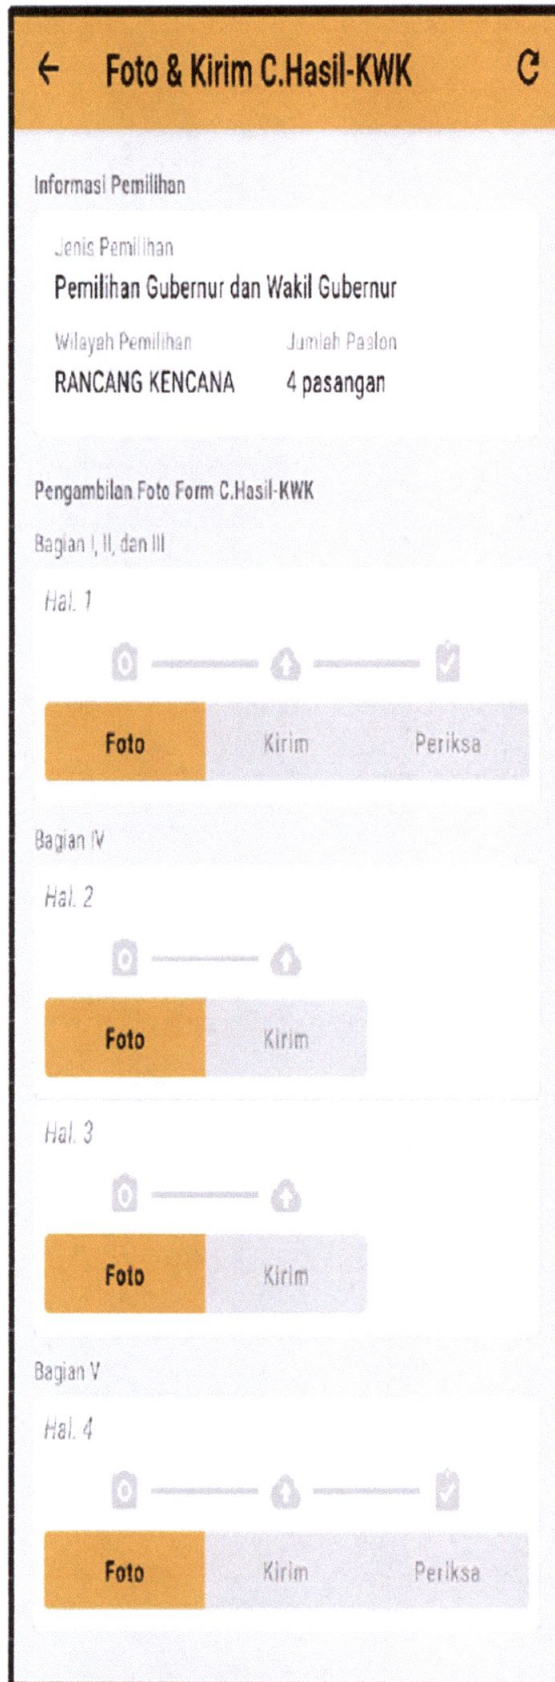 Foto & Kirim C.Hasil-KWK
Informasi Pemilihan
Jenis Pemilihan
Pemilihan Gubernur dan Wakil Gubernur
Wilayah Pemilihan Jumlah Paslon
RANCANG KENCANA 4 pasangan
Pengambilan Foto Form C.Hasil-KWK
Bagian I, II, dan III
Hal. 1
Foto Kirim Periksa
Bagian IV
Hal. 2
Foto Kirim
Hal. 3
Foto Kirim
Bagian V
Hal. 4
Foto Kirim Periksa